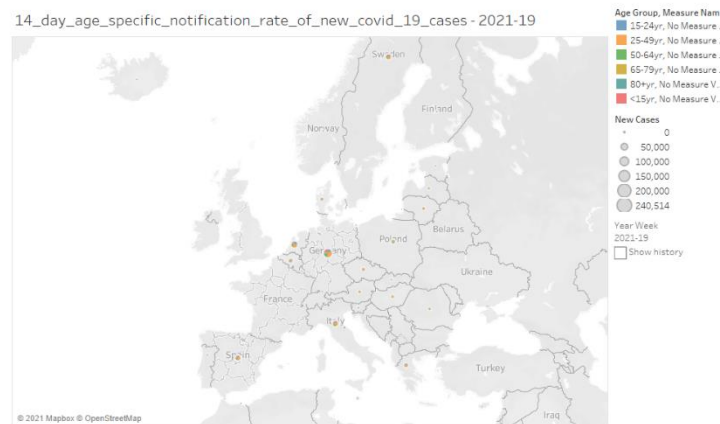 14_day_age_specific_notification_rate_of_new_covid_19_cases - 2021-19
Age Group, Measure Nam
15-24yr, No Measure ..
25-49yr, No Measure ..
50-64yr, No Measure ..
65-79yr, No Measure ..
80+yr, No Measure V..
<15yr, No Measure V..
New Cases
0
50,000
100,000
150,000
200,000
240,514
Year Week
2021-19
Show history
Sweden
Finland
Norway
Belarus
Poland
Germany
Ukraine
France
Italy
Spain
Turkey
Iraq
© 2021 Mapbox © OpenStreetMap